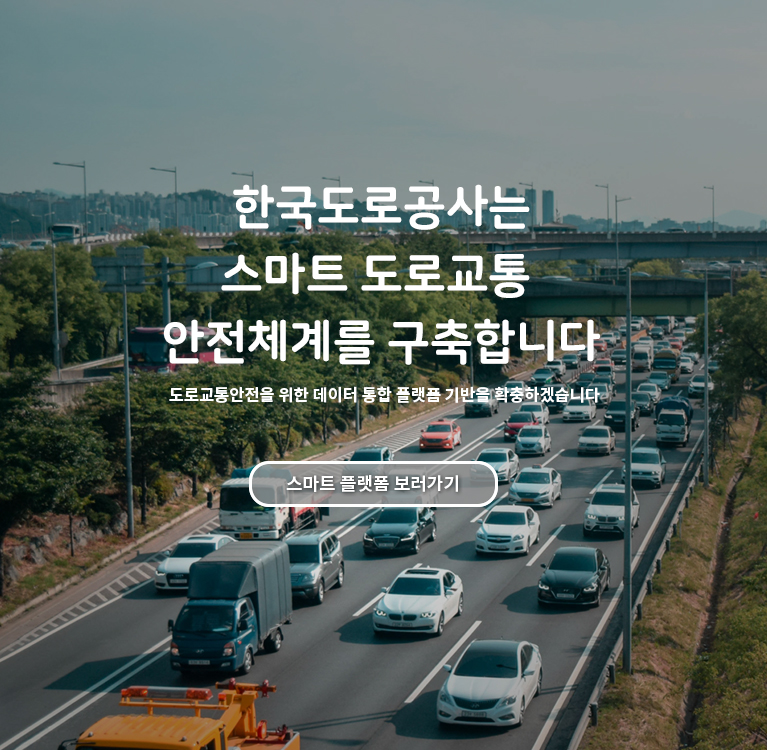 한국도로공사는
스마트 도로교통
안전체계를 구축합니다
도로교통안전을 위한 데이터 통합 플랫폼 기반을 확충하겠습니다
스마트 플랫폼 보러가기